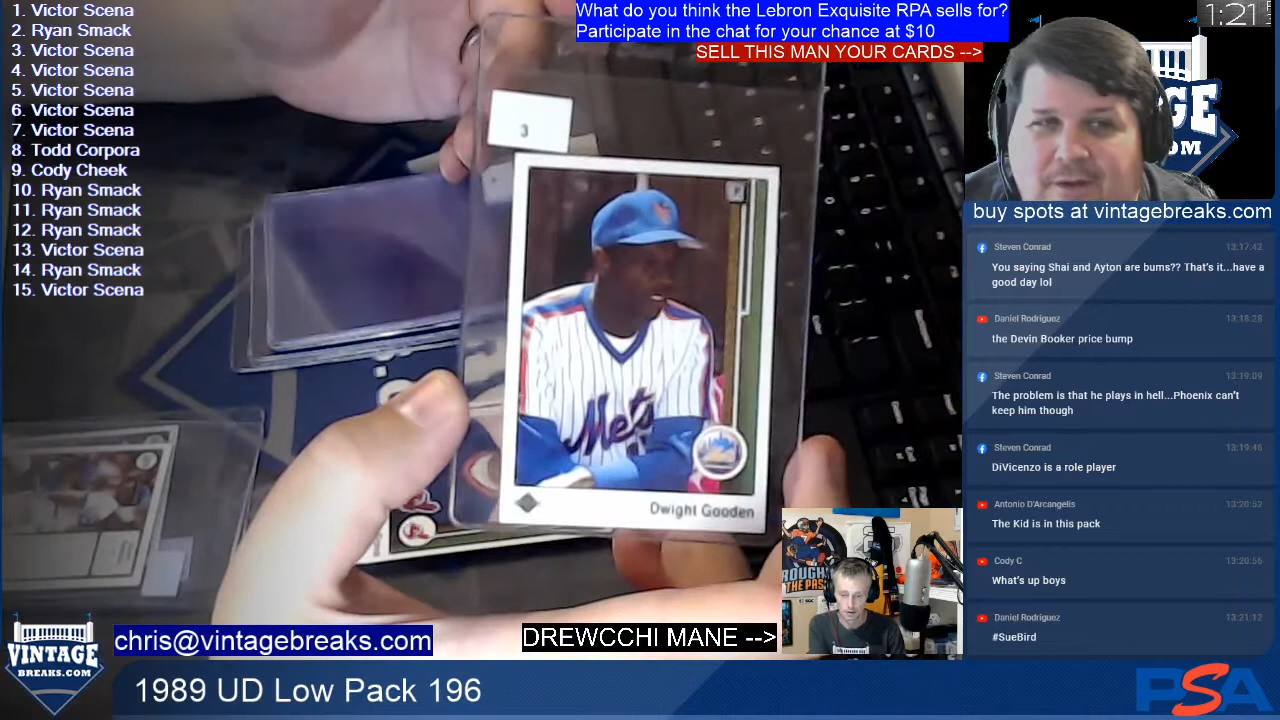 1. Victor Scena
2. Ryan Smack
3. Victor Scena
4. Victor Scena
5. Victor Scena
6. Victor Scena
7. Victor Scena
8. Todd Corpora
9. Cody Cheek
10. Ryan Smack
11. Ryan Smack
12. Ryan Smack
13. Victor Scena
14. Ryan Smack
15. Victor Scena
What do you think the Lebron Exquisite RPA sells for?
Participate in the chat for your chance at $10
SELL THIS MAN YOUR CARDS -->
1:21
3
Mets
Dwight Gooden
buy spots at vintagebreaks.com
Steven Conrad 13:17:42
You saying Shai and Ayton are bums?? That's it...have a
good day lol
Daniel Rodriguez 13:18:28
the Devin Booker price bump
Steven Conrad 13:19:09
The problem is that he plays in hell...Phoenix can't
keep him though
Steven Conrad 13:19:46
DiVicenzo is a role player
Antonio D'Arcangelis 13:20:52
The Kid is in this pack
Cody C 13:20:56
What's up boys
Daniel Rodriguez 13:21:12
#SueBird
chris@vintagebreaks.com
DREWCCHI MANE -->
VINTAGE
BREAKS.COM
1989 UD Low Pack 196
PSA